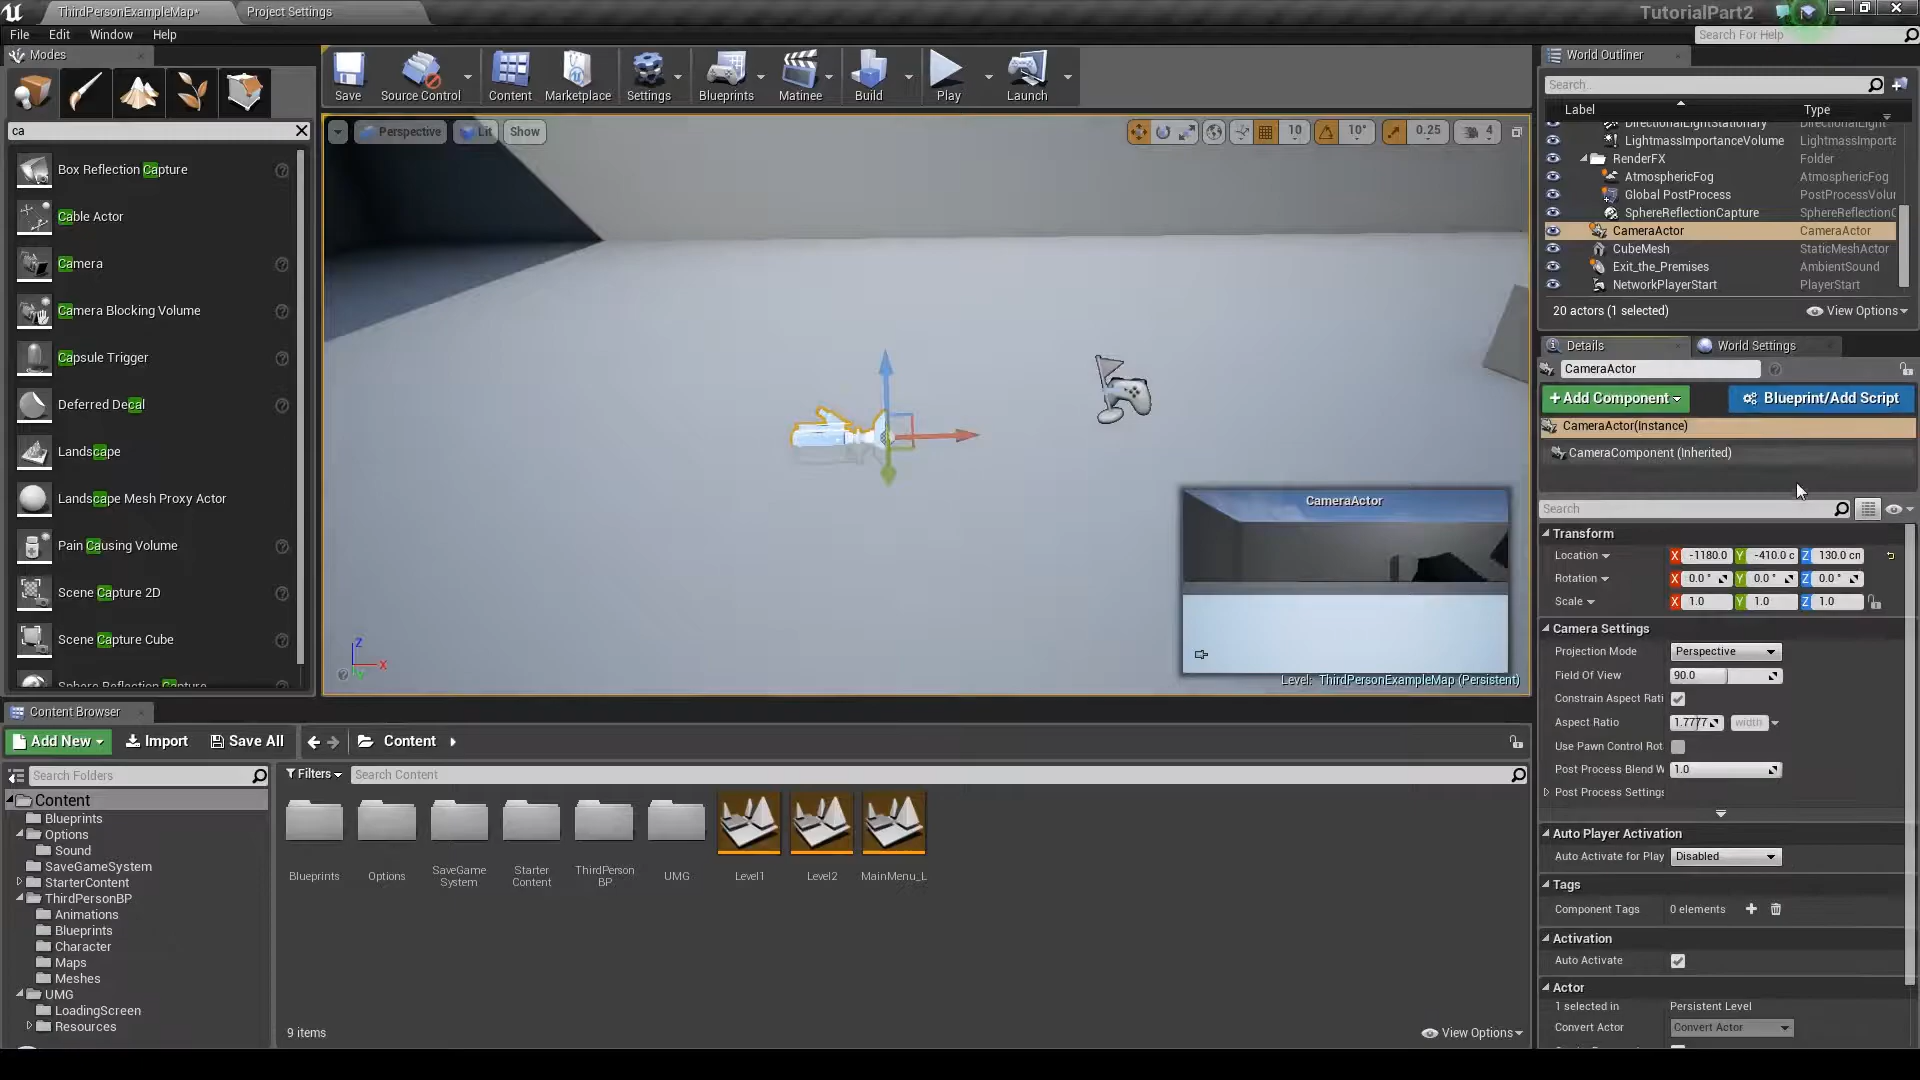 ThirdPersonExampleMap*
Project Settings
TutorialPart2
File
Edit
Window
Help
Search For Help
Modes
Save
Source Control
Content
Marketplace
Settings
Blueprints
Matinee
Build
Play
Launch
ca
Box Reflection Capture
Cable Actor
Camera
Camera Blocking Volume
Capsule Trigger
Deferred Decal
Landscape
Landscape Mesh Proxy Actor
Pain Causing Volume
Scene Capture 2D
Scene Capture Cube
Sphere Reflection Capture
Perspective
Lit
Show
10
10°
0.25
4
CameraActor
Level: ThirdPersonExampleMap (Persistent)
Z
X
World Outliner
Search..
Label
Type
DirectionalLightStationary
DirectionalLight
LightmassImportanceVolume
LightmassImporta
RenderFX
Folder
AtmosphericFog
AtmosphericFog
Global PostProcess
PostProcessVolur
SphereReflectionCapture
SphereReflectionC
CameraActor
CameraActor
CubeMesh
StaticMeshActor
Exit_the_Premises
AmbientSound
NetworkPlayerStart
PlayerStart
20 actors (1 selected)
View Options
Details
World Settings
CameraActor
+Add Component
Blueprint/Add Script
CameraActor(Instance)
CameraComponent (Inherited)
Search
Transform
Location
X -1180.0 Y -410.0 c Z 130.0 cn
Rotation
X 0.0 ° Y 0.0 ° Z 0.0 °
Scale
X 1.0 Y 1.0 Z 1.0
Camera Settings
Projection Mode
Perspective
Field Of View
90.0
Constrain Aspect Rati
Aspect Ratio
1.7777
width
Use Pawn Control Rot
Post Process Blend W
1.0
Post Process Settings
Auto Player Activation
Auto Activate for Play
Disabled
Tags
Component Tags
0 elements
Activation
Auto Activate
Actor
1 selected in
Persistent Level
Convert Actor
Convert Actor
Content Browser
Add New
Import
Save All
Content
Search Folders
Filters
Search Content
Content
Blueprints
Options
Sound
SaveGameSystem
StarterContent
ThirdPersonBP
Animations
Blueprints
Character
Maps
Meshes
UMG
LoadingScreen
Resources
Blueprints
Options
SaveGame
System
Starter
Content
ThirdPerson
BP
UMG
Level1
Level2
MainMenu_L
9 items
View Options